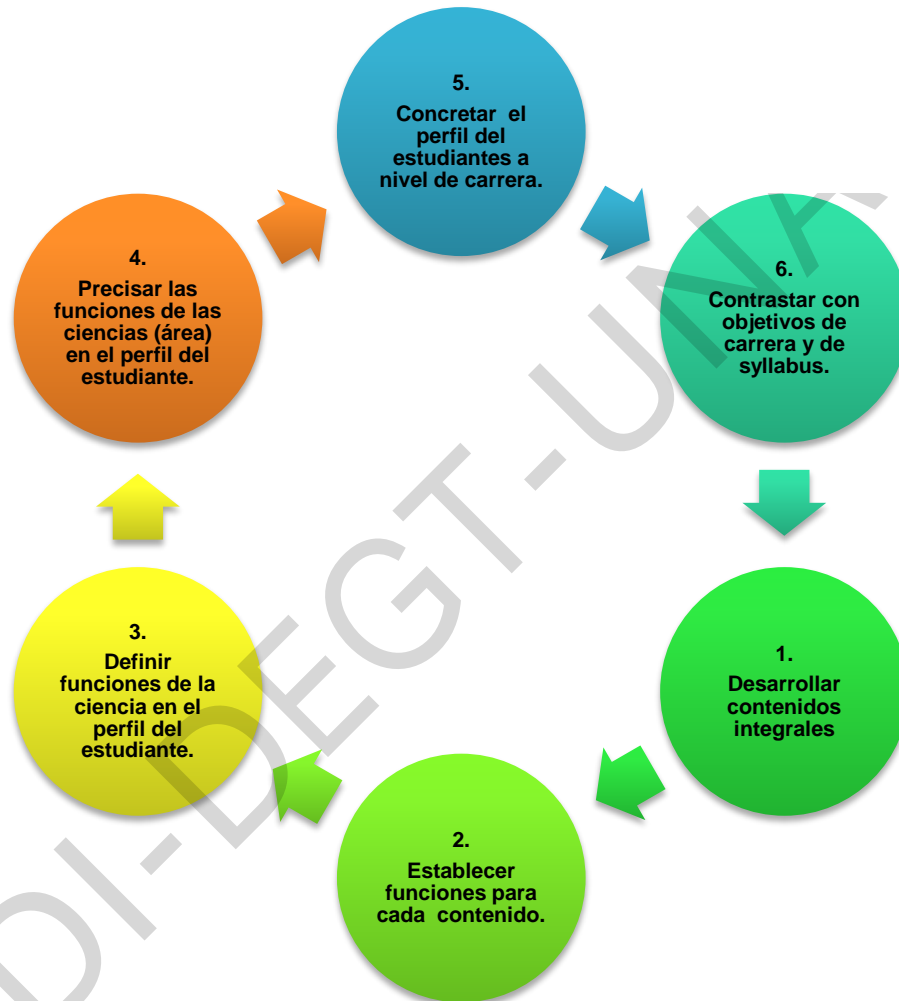 5.
Concretar el
perfil del
estudiantes a
nivel de carrera.
4.
Precisar las
funciones de las
ciencias (área)
en el perfil del
estudiante.
6.
Contrastar con
objetivos de
carrera y de
syllabus.
3.
Definir
funciones de la
ciencia en el
perfil del
estudiante.
1.
Desarrollar
contenidos
integrales
2.
Establecer
funciones para
cada contenido.
DI-DEGT-UNA